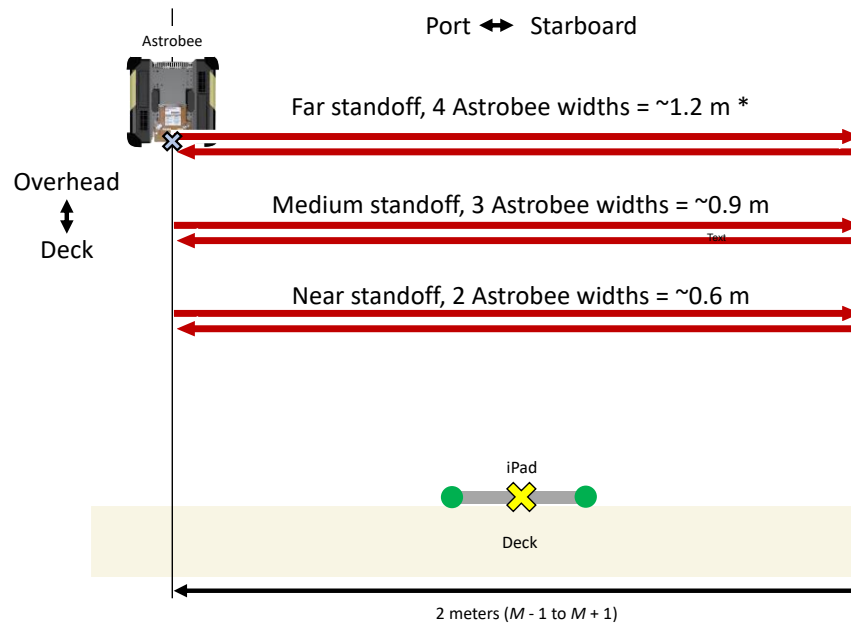 Astrobee
Port Starboard
Far standoff, 4 Astrobee widths = ~1.2 m *
Overhead
Deck
Medium standoff, 3 Astrobee widths = ~0.9 m
Text
Near standoff, 2 Astrobee widths = ~0.6 m
iPad
Deck
2 meters (M - 1 to M + 1)